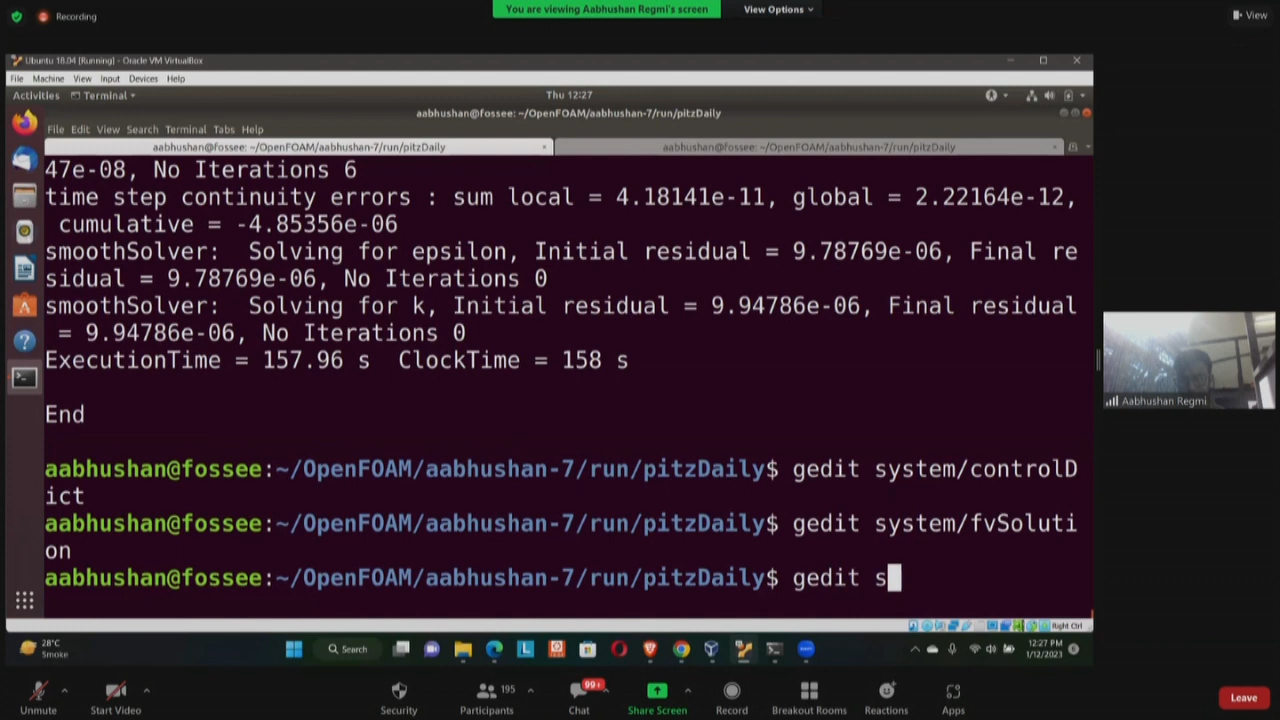 Recording
You are viewing Aabhushan Regmi's screen
View Options
View
Ubuntu 18.04 [Running] - Oracle VM VirtualBox
File Machine View Input Devices Help
Activities
Terminal
Thu 12:27
aabhushan@fossee: ~/OpenFOAM/aabhushan-7/run/pitzDaily
File Edit View Search Terminal Tabs Help
aabhushan@fossee: ~/OpenFOAM/aabhushan-7/run/pitzDaily
aabhushan@fossee: ~/OpenFOAM/aabhushan-7/run/pitzDaily
47e-08, No Iterations 6
time step continuity errors : sum local = 4.18141e-11, global = 2.22164e-12,
cumulative = -4.85356e-06
smoothSolver: Solving for epsilon, Initial residual = 9.78769e-06, Final re
sidual = 9.78769e-06, No Iterations 0
smoothSolver: Solving for k, Initial residual = 9.94786e-06, Final residual
= 9.94786e-06, No Iterations 0
ExecutionTime = 157.96 s ClockTime = 158 s
End
aabhushan@fossee:~/OpenFOAM/aabhushan-7/run/pitzDaily$ gedit system/controlD
ict
aabhushan@fossee:~/OpenFOAM/aabhushan-7/run/pitzDaily$ gedit system/fvSoluti
on
aabhushan@fossee:~/OpenFOAM/aabhushan-7/run/pitzDaily$ gedit s
Right Ctrl
Aabhushan Regmi
28°C
Smoke
Search
12:27 PM
1/12/2023
Unmute
Start Video
Security
Participants
195
Chat
99+
Share Screen
Record
Breakout Rooms
Reactions
Apps
Leave